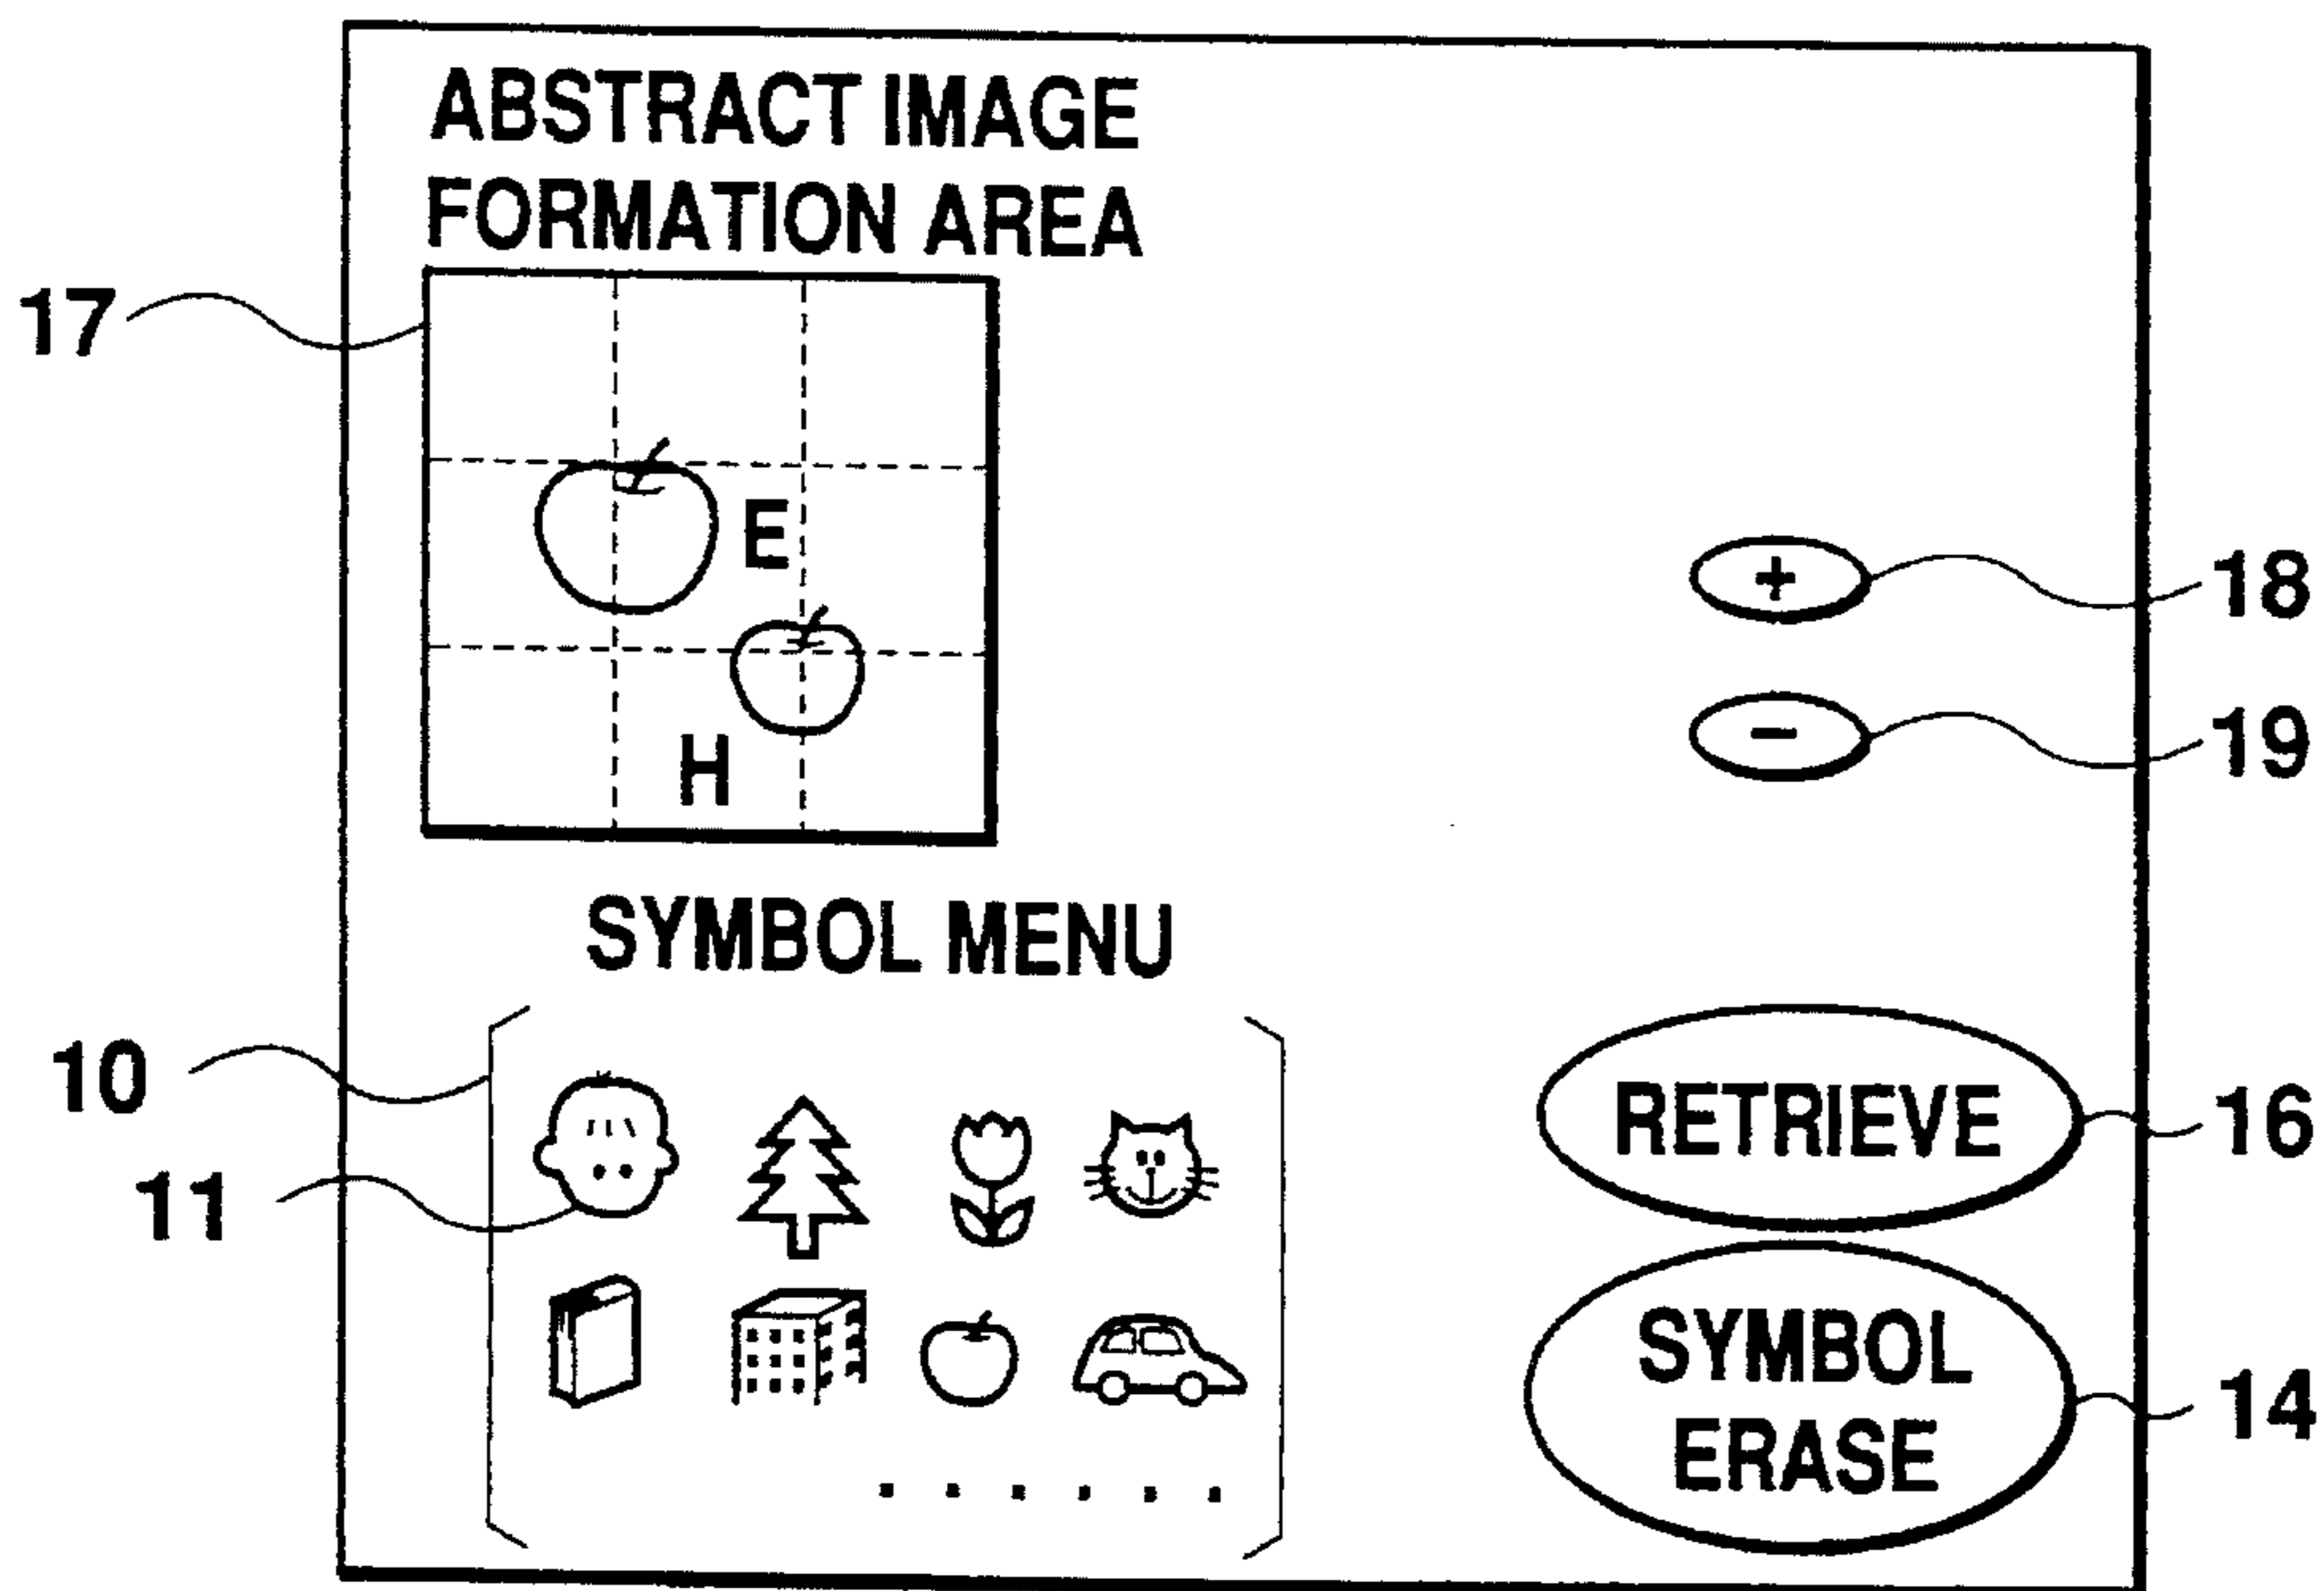 ABSTRACT IMAGE
FORMATION AREA
17
E
+
18
-
19
H
SYMBOL MENU
10
11
RETRIEVE
16
SYMBOL
ERASE
14